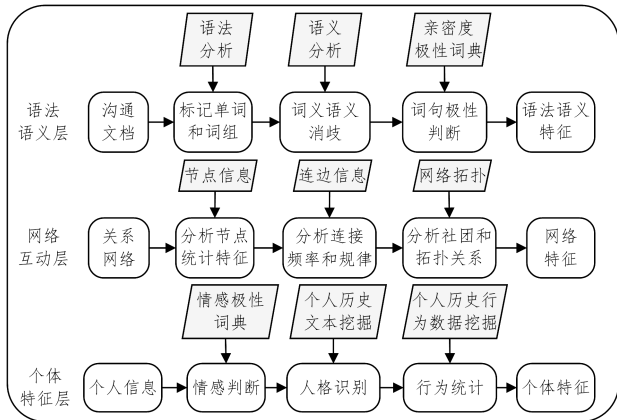 语法
分析
语义
分析
亲密度
极性词典
语法
语义层
沟通
文档
标记单词
和词组
词义语义
消歧
词句极性
判断
语法语义
特征
节点信息
连边信息
网络拓扑
网络
互动层
关系
网络
分析节点
统计特征
分析连接
频率和规律
分析社团和
拓扑关系
网络
特征
情感极性
词典
个人历史
文本挖掘
个人历史行
为数据挖掘
个体
特征层
个人信息
情感判断
人格识别
行为统计
个体特征